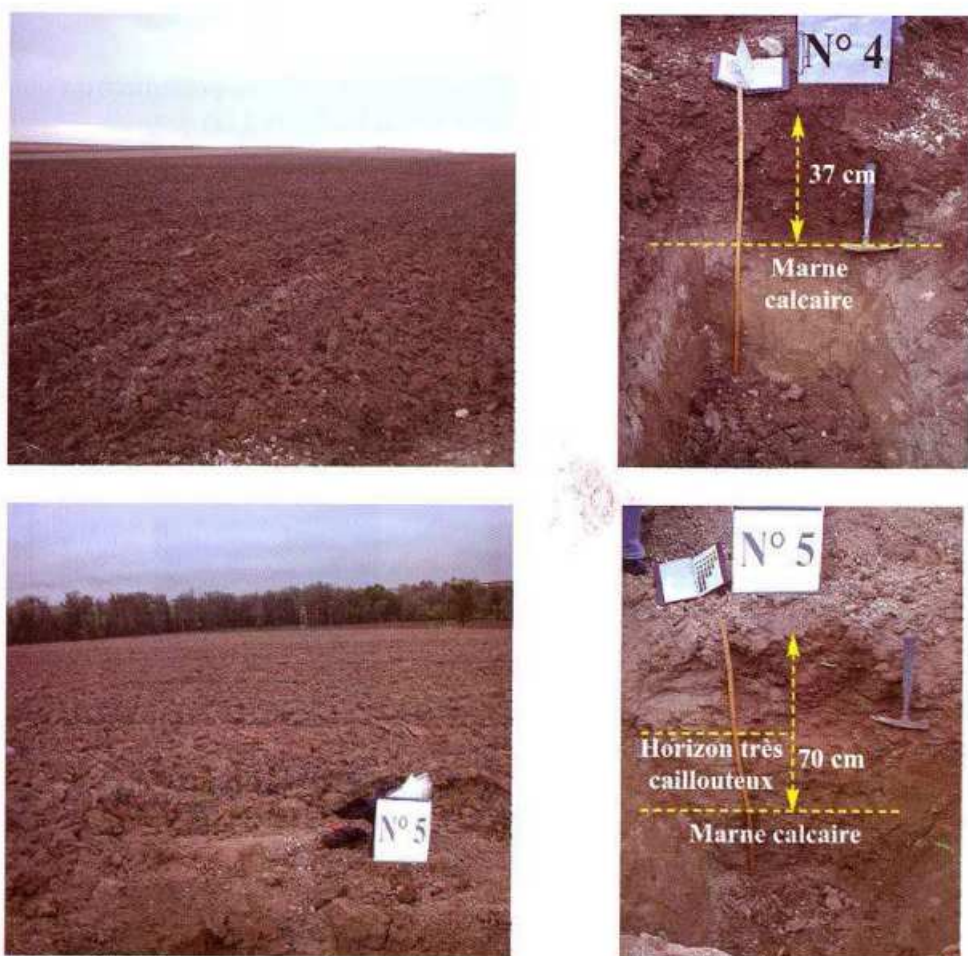 N° 4
37 cm
Marne
calcaire
N° 5
N° 5
Horizon très
caillouteux
70 cm
Marne calcaire